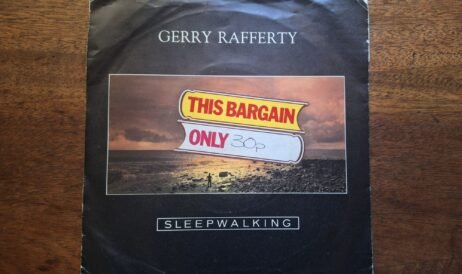 GERRY RAFFERTY
THIS BARGAIN
ONLY 30p
SLEEPWALKING